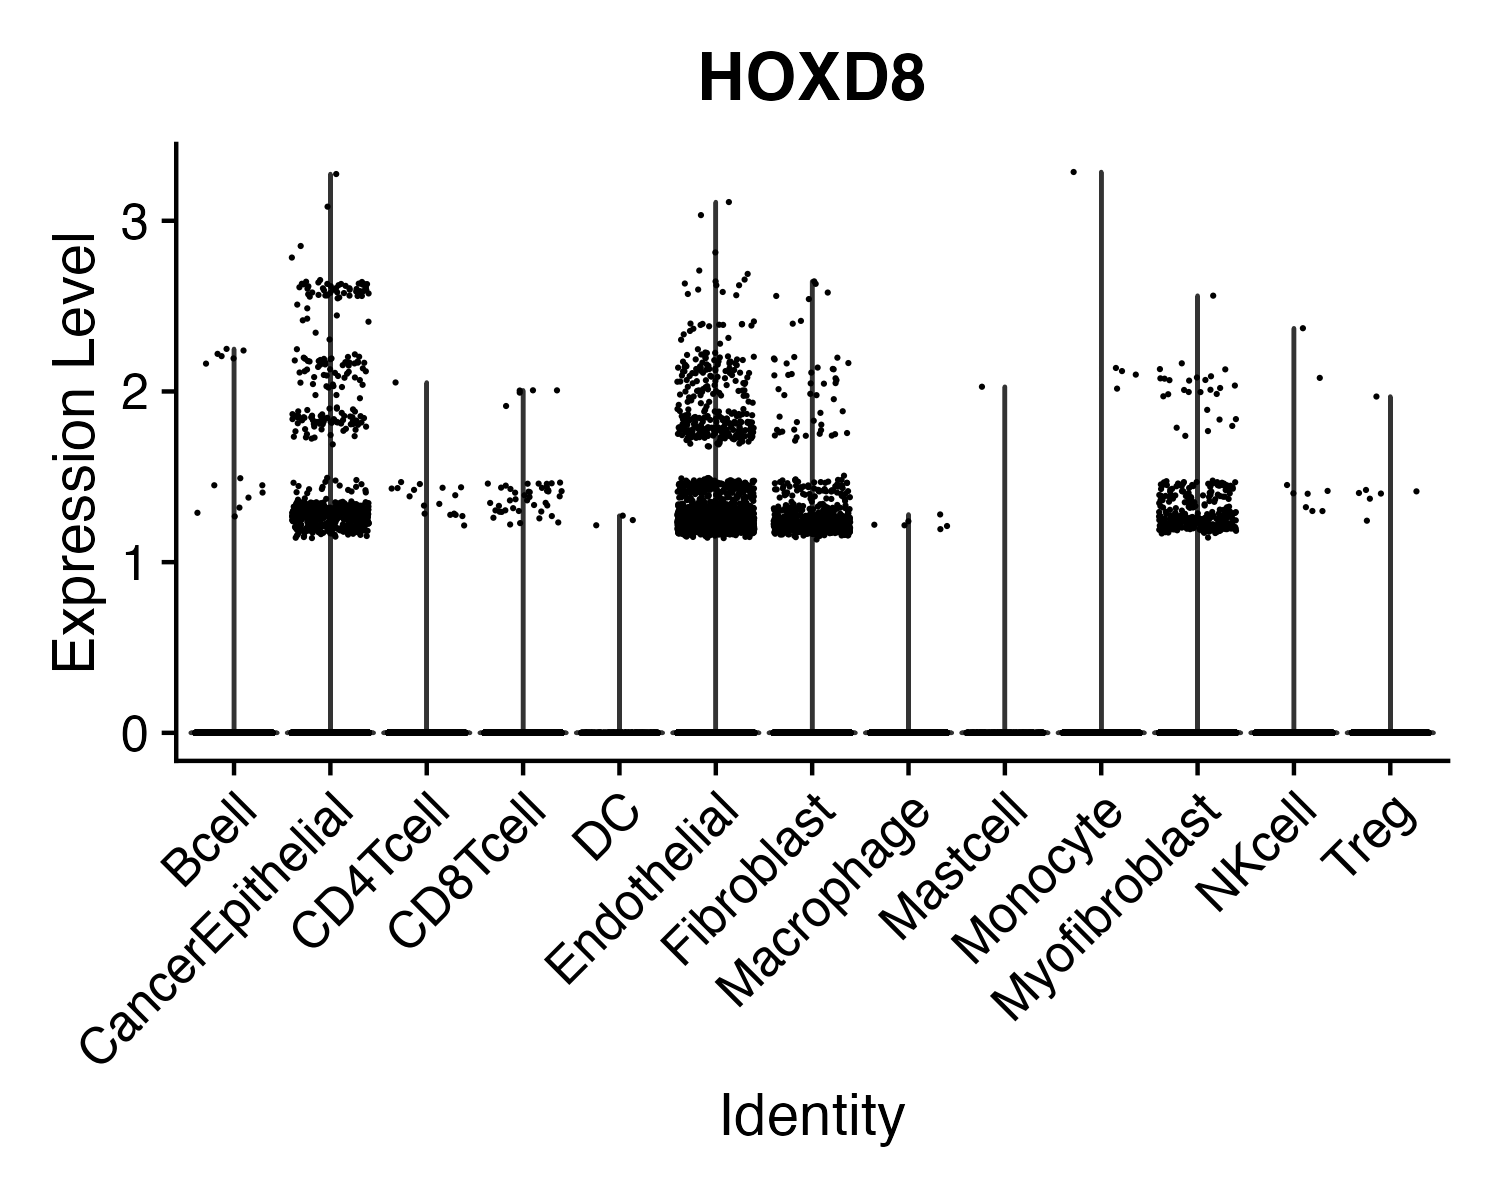 HOXD8
Expression Level
3
2
1
0
Bcell
CancerEpithelial
CD4Tcell
CD8Tcell
DC
Endothelial
Fibroblast
Macrophage
Mastcell
Monocyte
Myofibroblast
NKcell
Treg
Identity